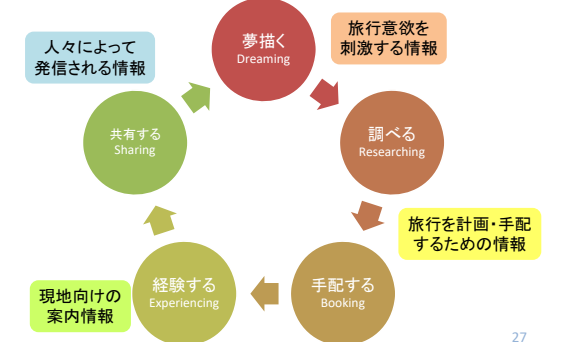 夢描く
Dreaming
旅行意欲を
刺激する情報
人々によって
発信される情報
共有する
Sharing
調べる
Researching
旅行を計画・手配
するための情報
経験する
Experiencing
手配する
Booking
現地向けの
案内情報
27